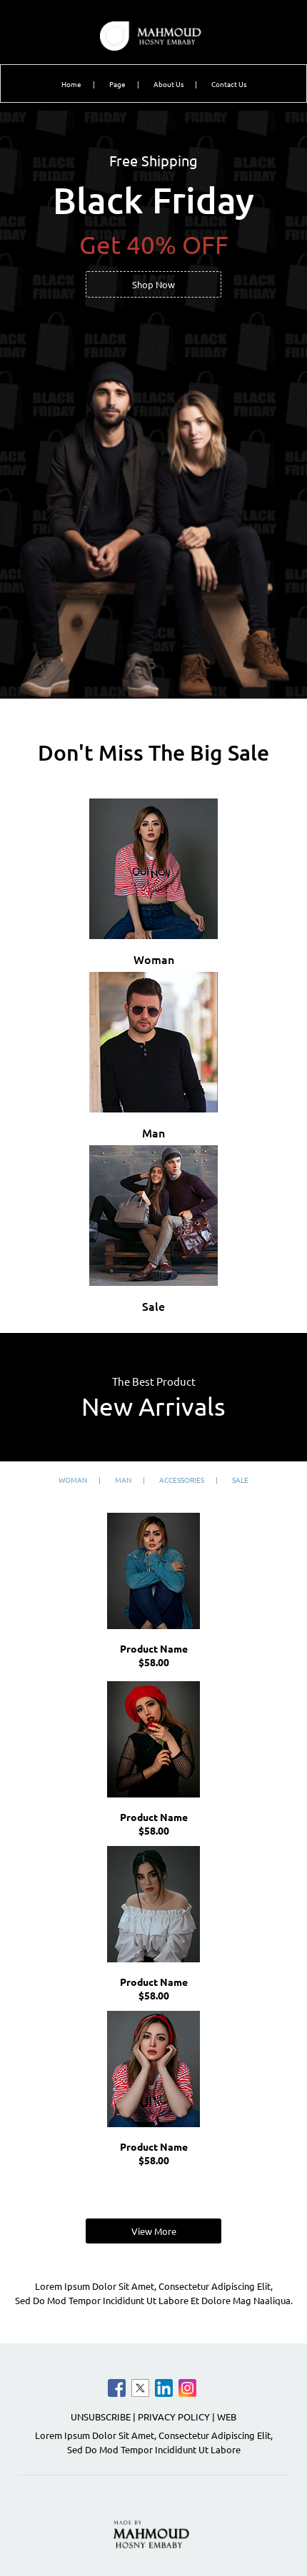 MAHMOUD
HOSNY EMBABY
Home | Page | About Us | Contact Us
Free Shipping
Black Friday
Get 40% OFF
Shop Now
Don't Miss The Big Sale
Woman
Man
Sale
The Best Product
New Arrivals
WOMAN | MAN | ACCESSORIES | SALE
Product Name
$58.00
Product Name
$58.00
Product Name
$58.00
Product Name
$58.00
View More
Lorem Ipsum Dolor Sit Amet, Consectetur Adipiscing Elit,
Sed Do Mod Tempor Incididunt Ut Labore Et Dolore Mag Naaliqua.
UNSUBSCRIBE | PRIVACY POLICY | WEB
Lorem Ipsum Dolor Sit Amet, Consectetur Adipiscing Elit,
Sed Do Mod Tempor Incididunt Ut Labore
MADE BY
MAHMOUD
HOSNY EMBABY